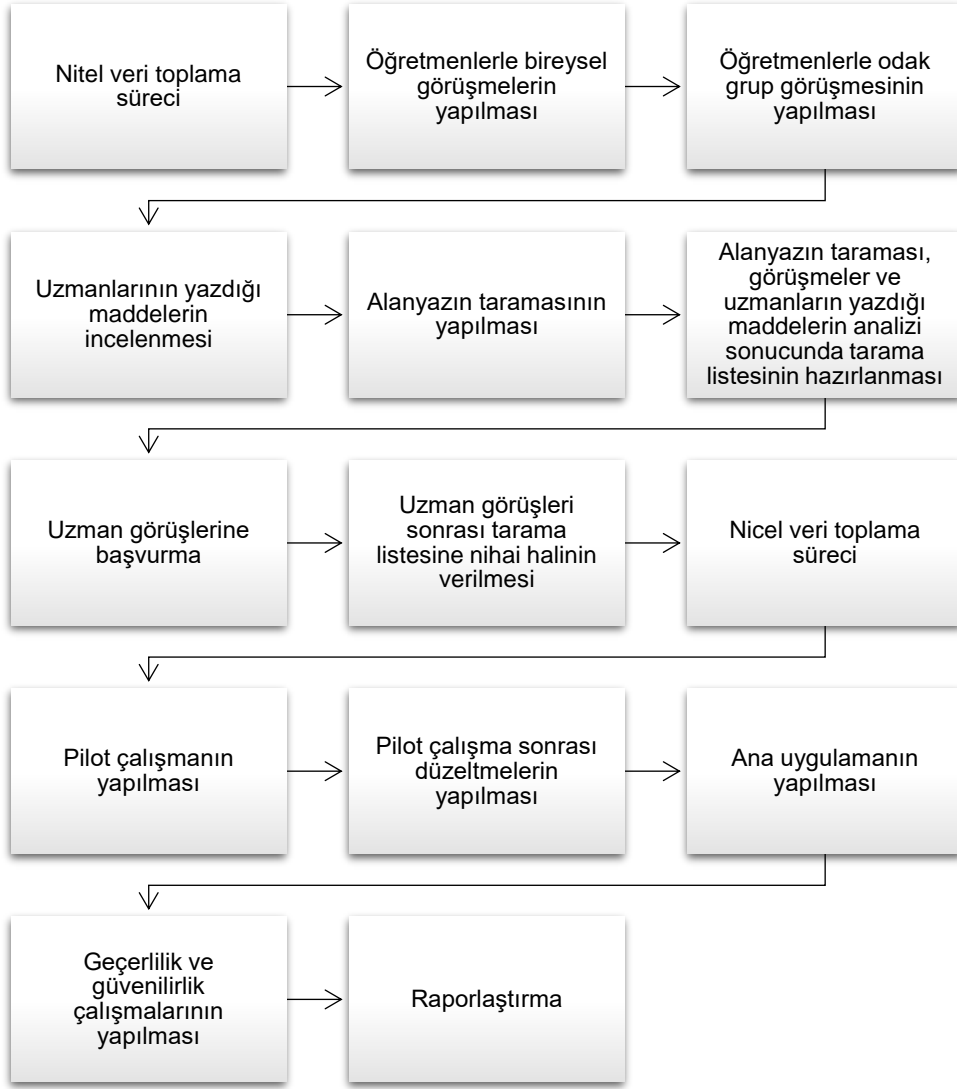 Nitel veri toplama
süreci
Öğretmenlerle bireysel
görüşmelerin
yapılması
Öğretmenlerle odak
grup görüşmesinin
yapılması
Uzmanlarının yazdığı
maddelerin
incelenmesi
Alanyazın taramasının
yapılması
Alanyazın taraması,
görüşmeler ve
uzmanların yazdığı
maddelerin analizi
sonucunda tarama
listesinin hazırlanması
Uzman görüşlerine
başvurma
Uzman görüşleri
sonrası tarama
listesine nihai halinin
verilmesi
Nicel veri toplama
süreci
Pilot çalışmanın
yapılması
Pilot çalışma sonrası
düzeltmelerin
yapılması
Ana uygulamanın
yapılması
Geçerlilik ve
güvenilirlik
çalışmalarının
yapılması
Raporlaştırma